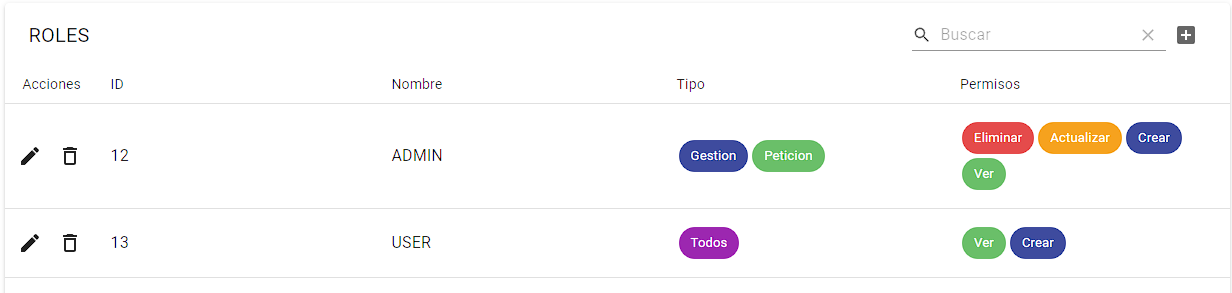 ROLES Buscar
Acciones ID Nombre Tipo Permisos
12 ADMIN Gestion Peticion Eliminar Actualizar Crear
Ver
13 USER Todos Ver Crear